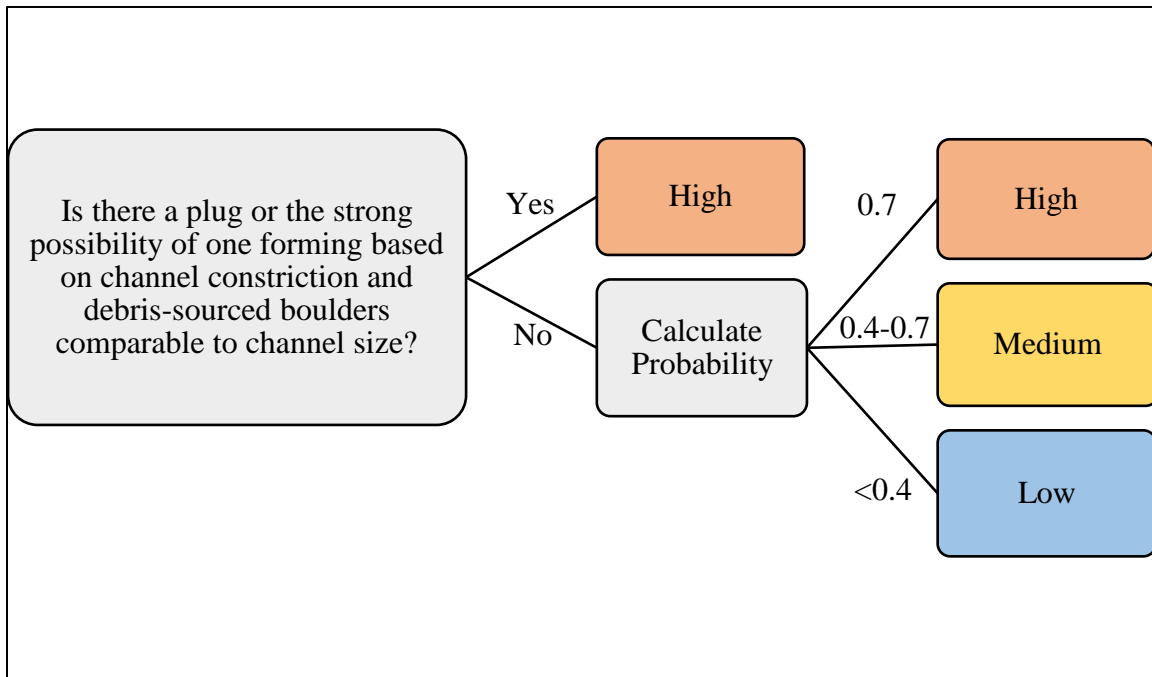 Is there a plug or the strong
possibility of one forming based
on channel constriction and
debris-sourced boulders
comparable to channel size?
Yes
No
High
Calculate
Probability
0.7
0.4-0.7
<0.4
High
Medium
Low